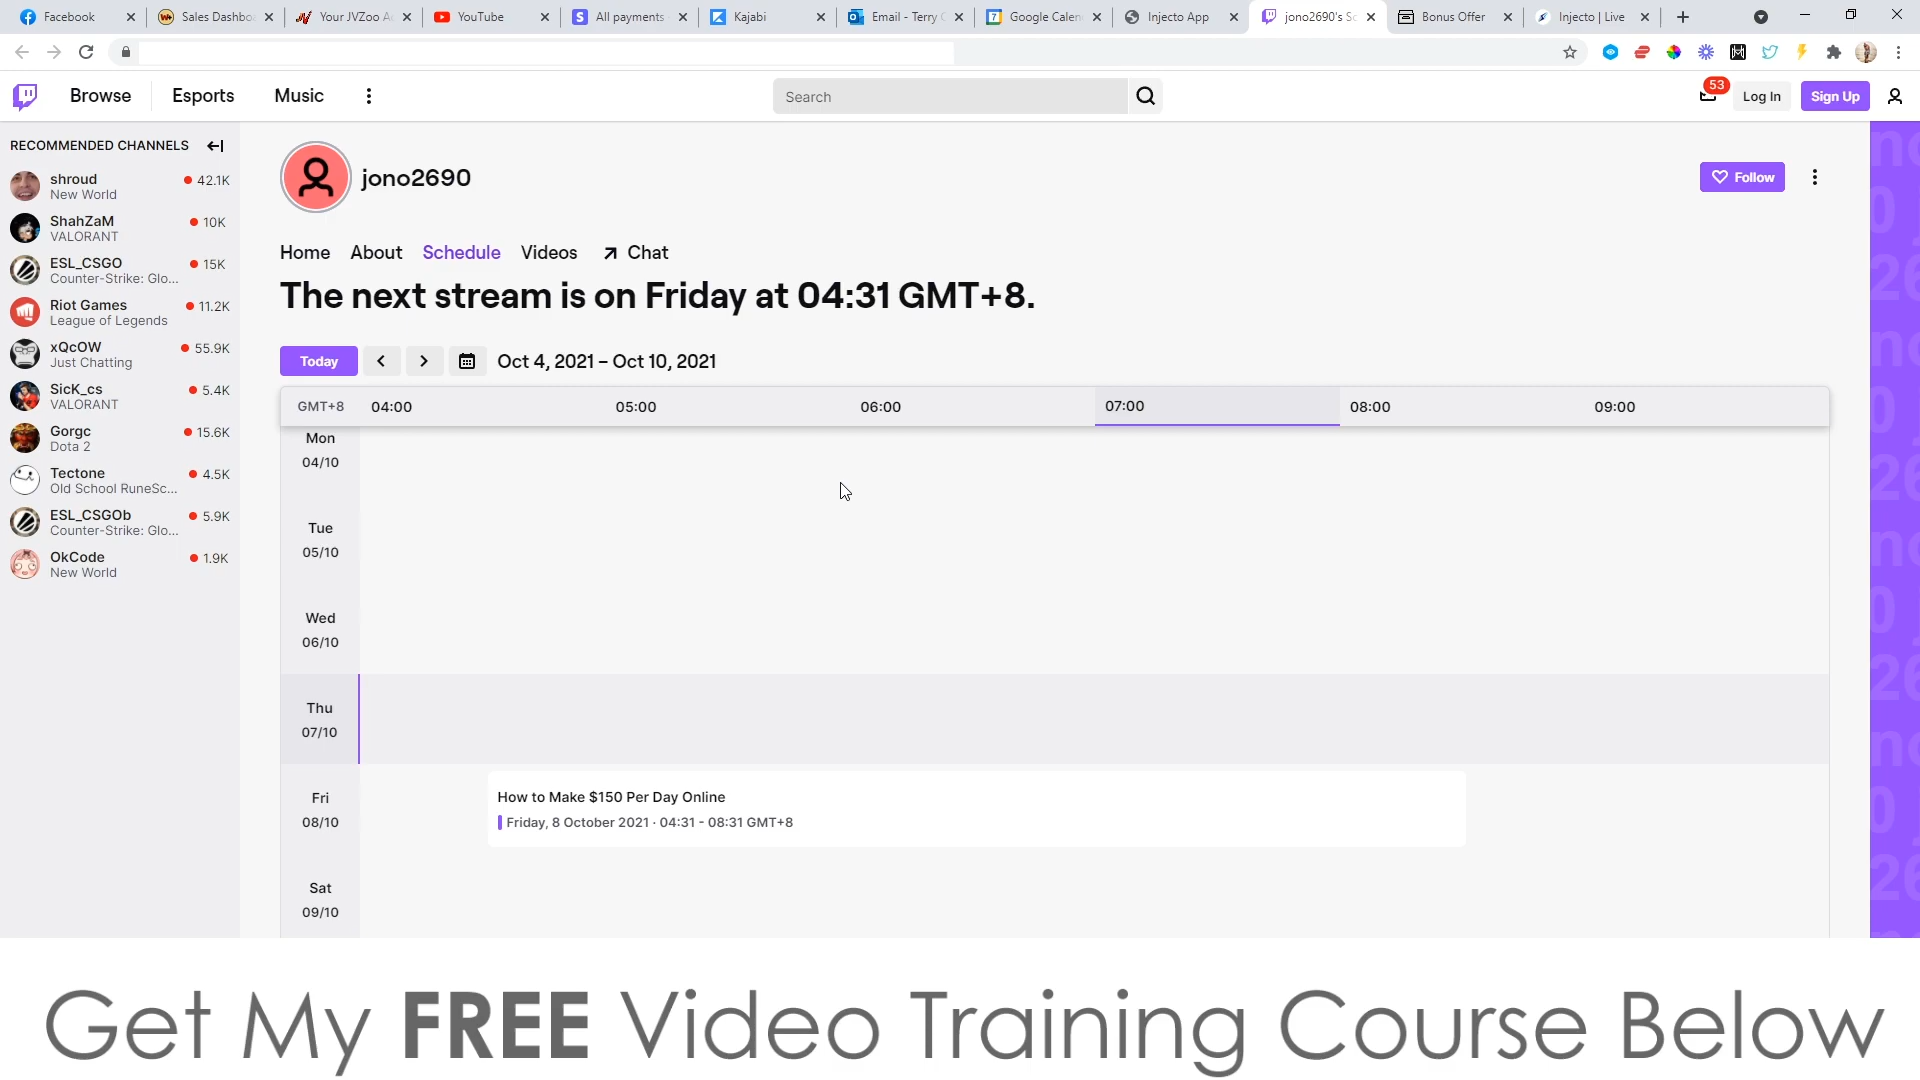 Facebook
Sales Dashbo
Your JVZoo A
YouTube
All payments
Kajabi
Email - Terry
Google Calen
Injecto App
jono2690's Sc
Bonus Offer
Injecto | Live
Browse
Esports
Music
Search
53
Log In
Sign Up
RECOMMENDED CHANNELS
shroud
42.1K
New World
ShahZaM
10K
VALORANT
ESL_CSGO
15K
Counter-Strike: Glo...
Riot Games
11.2K
League of Legends
xQcOW
55.9K
Just Chatting
SicK_cs
5.4K
VALORANT
Gorgc
15.6K
Dota 2
Tectone
4.5K
Old School RuneSc...
ESL_CSGOb
5.9K
Counter-Strike: Glo...
OkCode
1.9K
New World
jono2690
Follow
Home
About
Schedule
Videos
Chat
The next stream is on Friday at 04:31 GMT+8.
Today
Oct 4, 2021 – Oct 10, 2021
GMT+8
04:00
05:00
06:00
07:00
08:00
09:00
Mon
04/10
Tue
05/10
Wed
06/10
Thu
07/10
Fri
08/10
How to Make $150 Per Day Online
Friday, 8 October 2021 · 04:31 - 08:31 GMT+8
Sat
09/10
Get My FREE Video Training Course Below